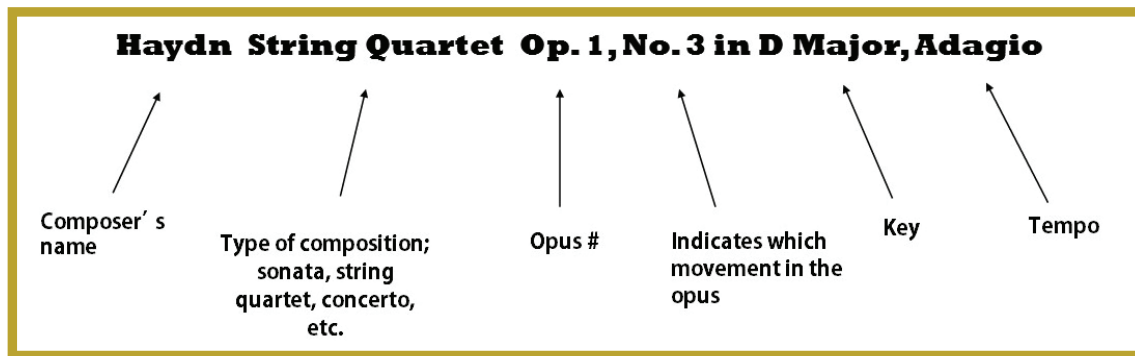 Haydn String Quartet Op. 1, No. 3 in D Major, Adagio
Composer's
name
Type of composition;
sonata, string
quartet, concerto,
etc.
Opus #
Indicates which
movement in the
opus
Key
Tempo